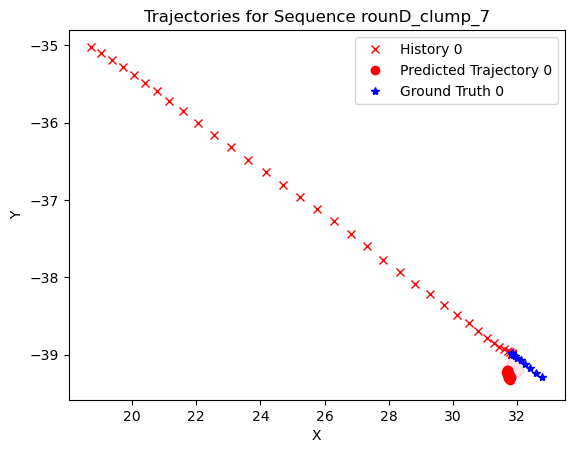 Trajectories for Sequence rounD_clump_7
History 0
Predicted Trajectory 0
Ground Truth 0
−35
−36
−37
−38
−39
Y
20 22 24 26 28 30 32
X